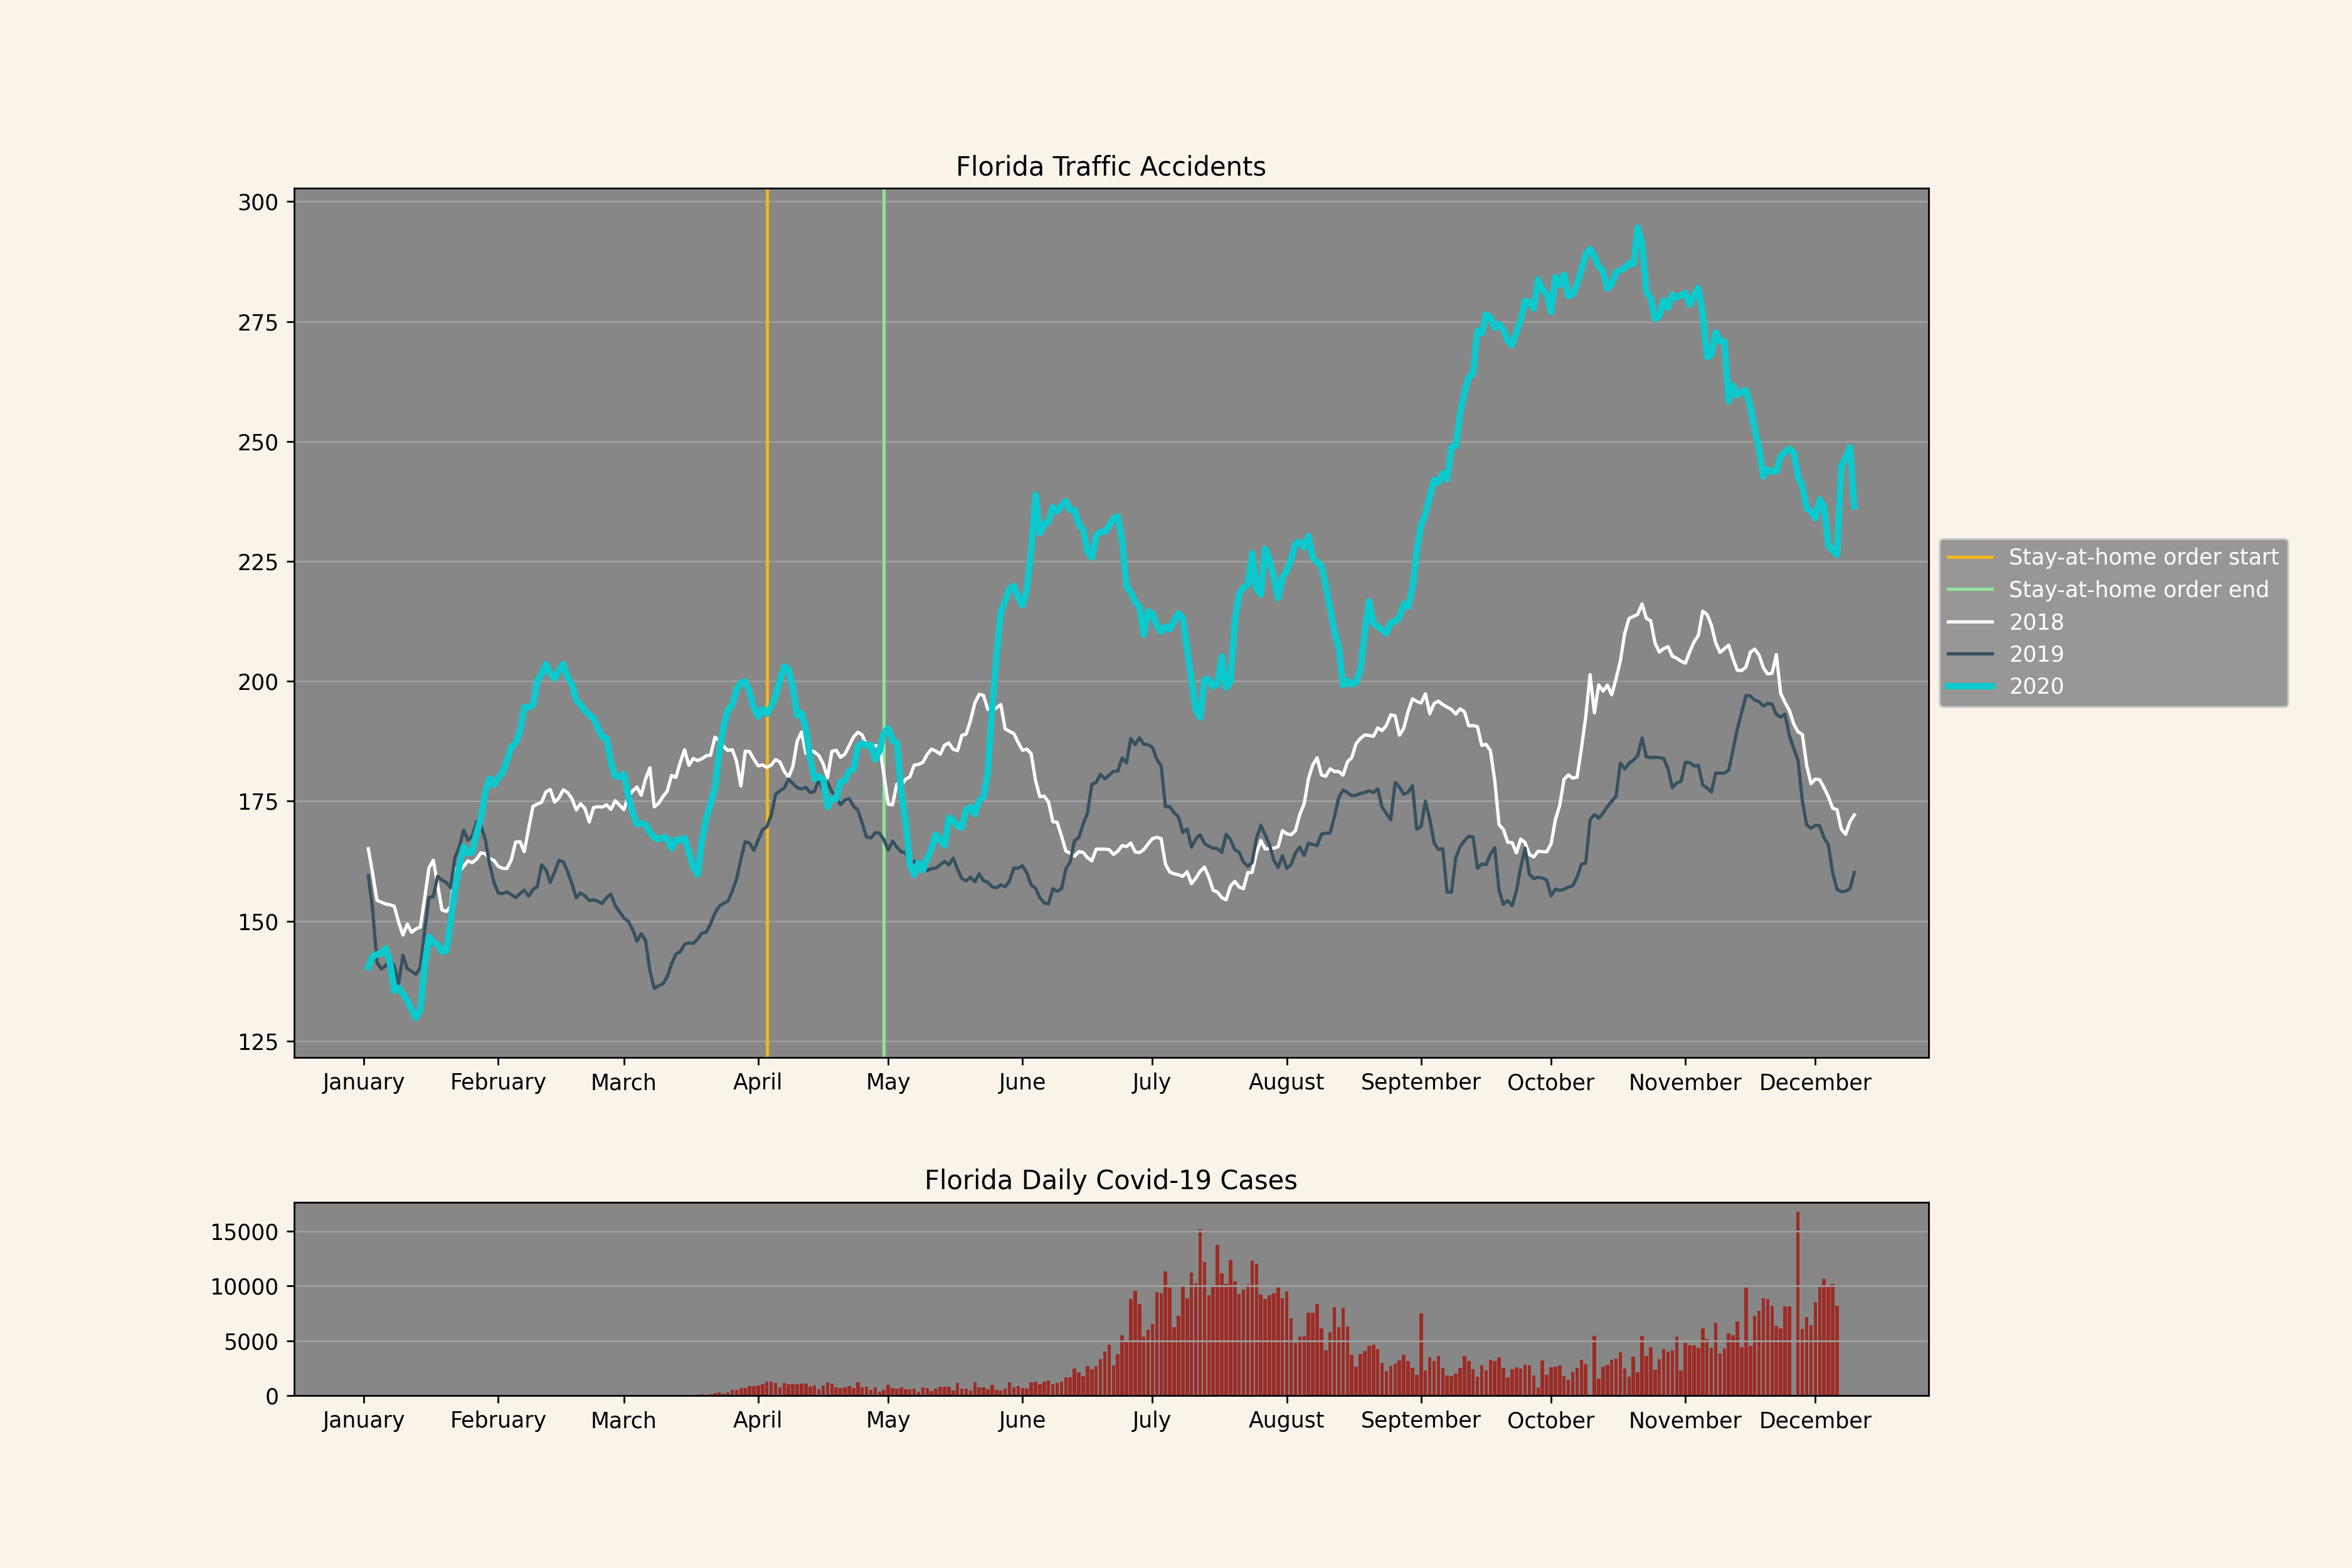 Florida Traffic Accidents
300
275
250
225
200
175
150
125
January February March April May June July August September October November December
Stay-at-home order start
Stay-at-home order end
2018
2019
2020
Florida Daily Covid-19 Cases
15000
10000
5000
0
January February March April May June July August September October November December